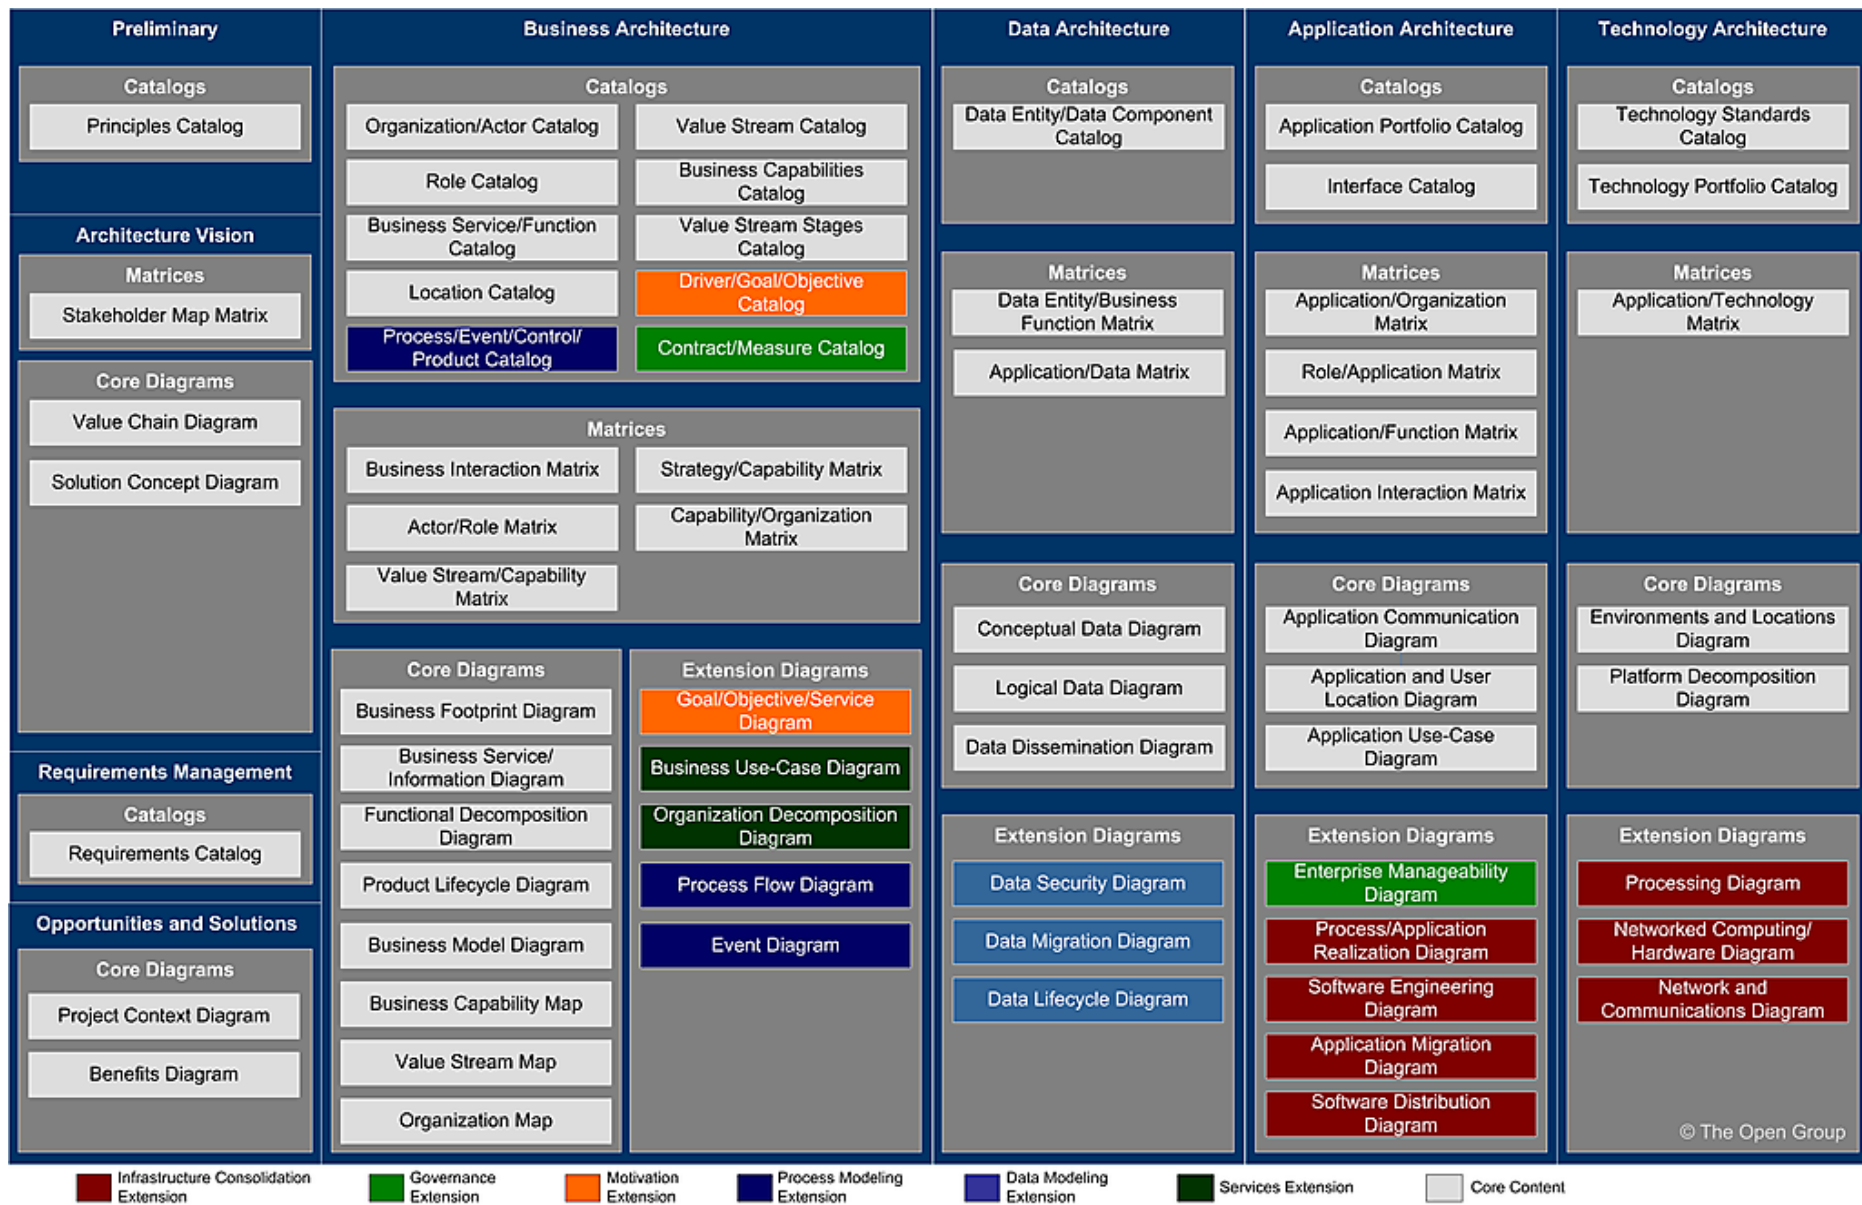 Preliminary
Catalogs
Principles Catalog
Architecture Vision
Matrices
Stakeholder Map Matrix
Core Diagrams
Value Chain Diagram
Solution Concept Diagram
Requirements Management
Catalogs
Requirements Catalog
Opportunities and Solutions
Core Diagrams
Project Context Diagram
Benefits Diagram
Business Architecture
Catalogs
Organization/Actor Catalog
Role Catalog
Business Service/Function
Catalog
Location Catalog
Process/Event/Control/
Product Catalog
Value Stream Catalog
Business Capabilities
Catalog
Value Stream Stages
Catalog
Driver/Goal/Objective
Catalog
Contract/Measure Catalog
Matrices
Business Interaction Matrix
Actor/Role Matrix
Value Stream/Capability
Matrix
Strategy/Capability Matrix
Capability/Organization
Matrix
Core Diagrams
Business Footprint Diagram
Business Service/
Information Diagram
Functional Decomposition
Diagram
Product Lifecycle Diagram
Business Model Diagram
Business Capability Map
Value Stream Map
Organization Map
Extension Diagrams
Goal/Objective/Service
Diagram
Business Use-Case Diagram
Organization Decomposition
Diagram
Process Flow Diagram
Event Diagram
Data Architecture
Catalogs
Data Entity/Data Component
Catalog
Matrices
Data Entity/Business
Function Matrix
Application/Data Matrix
Core Diagrams
Conceptual Data Diagram
Logical Data Diagram
Data Dissemination Diagram
Extension Diagrams
Data Security Diagram
Data Migration Diagram
Data Lifecycle Diagram
Application Architecture
Catalogs
Application Portfolio Catalog
Interface Catalog
Matrices
Application/Organization
Matrix
Role/Application Matrix
Application/Function Matrix
Application Interaction Matrix
Core Diagrams
Application Communication
Diagram
Application and User
Location Diagram
Application Use-Case
Diagram
Extension Diagrams
Enterprise Manageability
Diagram
Process/Application
Realization Diagram
Software Engineering
Diagram
Application Migration
Diagram
Software Distribution
Diagram
Technology Architecture
Catalogs
Technology Standards
Catalog
Technology Portfolio Catalog
Matrices
Application/Technology
Matrix
Core Diagrams
Environments and Locations
Diagram
Platform Decomposition
Diagram
Extension Diagrams
Processing Diagram
Networked Computing/
Hardware Diagram
Network and
Communications Diagram
© The Open Group
Infrastructure Consolidation
Extension
Governance
Extension
Motivation
Extension
Process Modeling
Extension
Data Modeling
Extension
Services Extension
Core Content